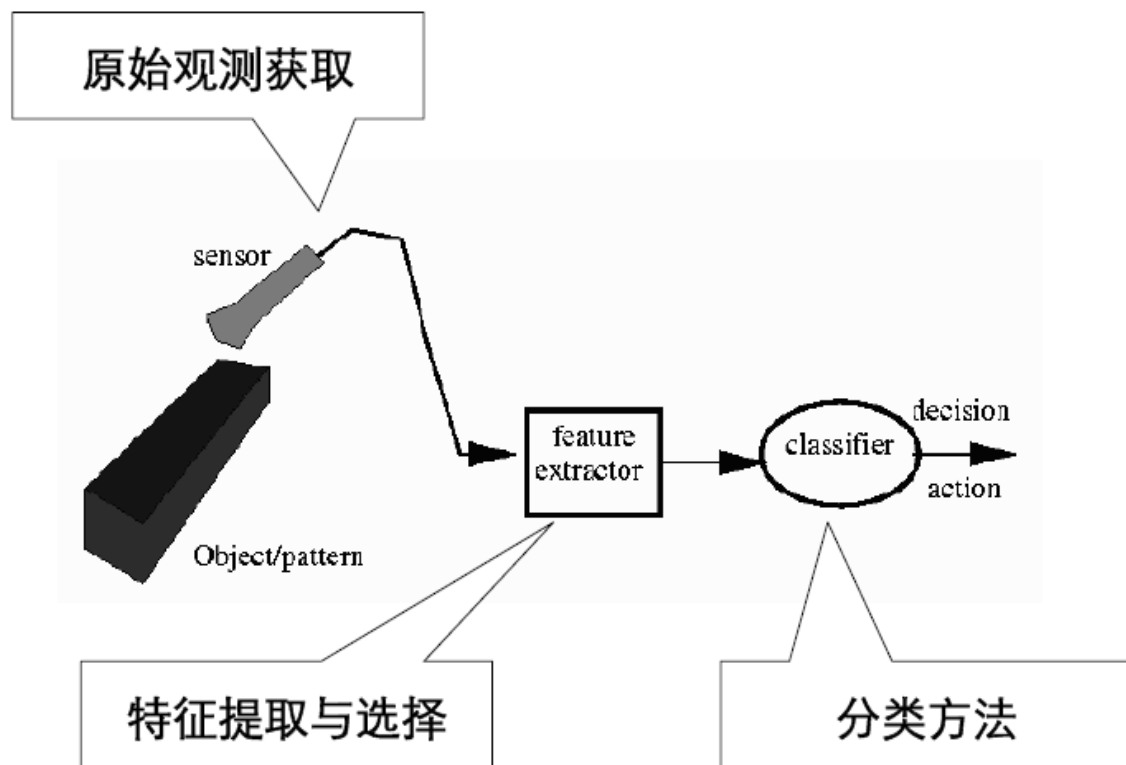 原始观测获取
sensor
Object/pattern
feature
extractor
classifier
decision
action
特征提取与选择
分类方法